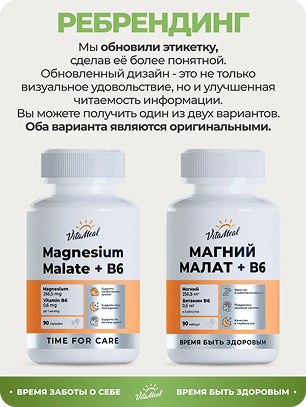 РЕБРЕНДИНГ
Мы обновили этикетку,
сделав её более понятной.
Обновленный дизайн - это не только
визуальное удовольствие, но и улучшенная
читаемость информации.
Вы можете получить один из двух вариантов.
Оба варианта являются оригинальными.
VitaMeal
Magnesium
Malate + B6
Magnesium
256,5 mg
Vitamin B6
0,6 mg
90 capsules
TIME FOR CARE
VitaMeal
МАГНИЙ
МАЛАТ + B6
Магний
256,5 мг
Витамин B6
0,6 мг
90 капсул
ВРЕМЯ БЫТЬ ЗДОРОВЫМ
• ВРЕМЯ ЗАБОТЫ О СЕБЕ
VitaMeal
ВРЕМЯ БЫТЬ ЗДОРОВЫМ •